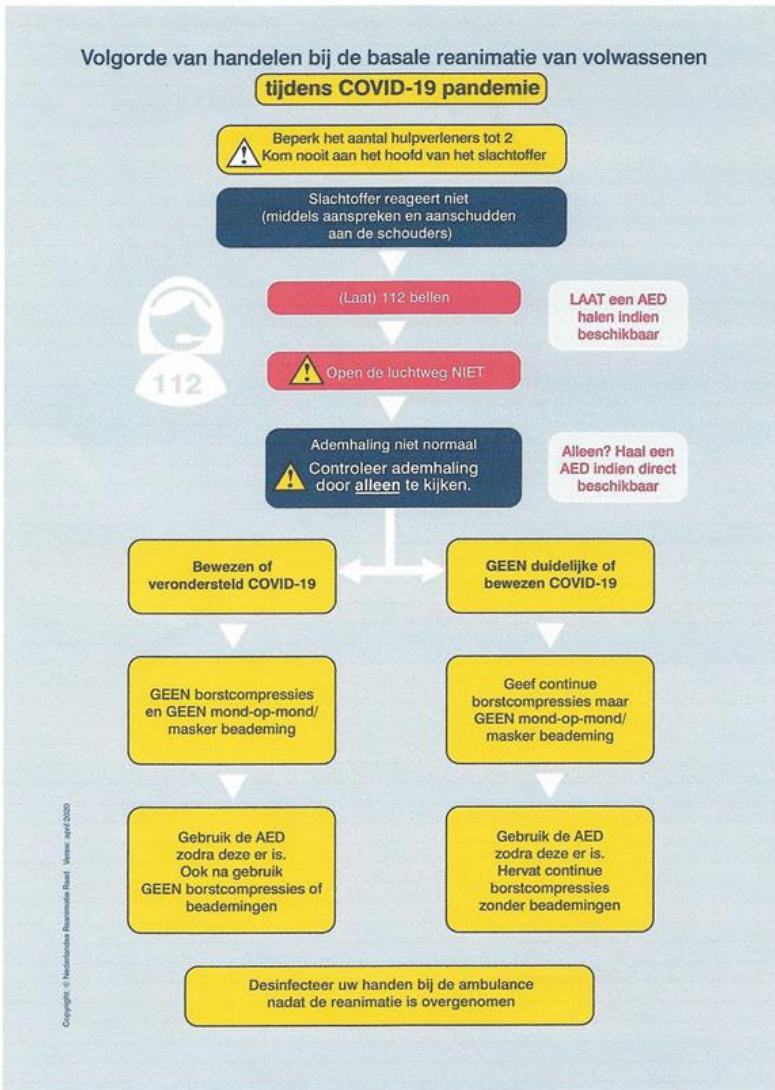 Volgorde van handelen bij de basale reanimatie van volwassenen
tijdens COVID-19 pandemie
Beperk het aantal hulpverleners tot 2
Kom nooit aan het hoofd van het slachtoffer
Slachtoffer reageert niet
(middels aanspreken en aanschudden
aan de schouders)
(Laat) 112 bellen
LAAT een AED
halen indien
beschikbaar
112
Open de luchtweg NIET
Ademhaling niet normaal
Controleer ademhaling
door alleen te kijken.
Alleen? Haal een
AED indien direct
beschikbaar
Bewezen of
verondersteld COVID-19
GEEN duidelijke of
bewezen COVID-19
GEEN borstcompressies
en GEEN mond-op-mond/
masker beademing
Geef continue
borstcompressies maar
GEEN mond-op-mond/
masker beademing
Gebruik de AED
zodra deze er is.
Ook na gebruik
GEEN borstcompressies of
beademingen
Gebruik de AED
zodra deze er is.
Hervat continue
borstcompressies
zonder beademingen
Desinfecteer uw handen bij de ambulance
nadat de reanimatie is overgenomen
Copyright: © Nederlandse Reanimatie Raad Versie: april 2020